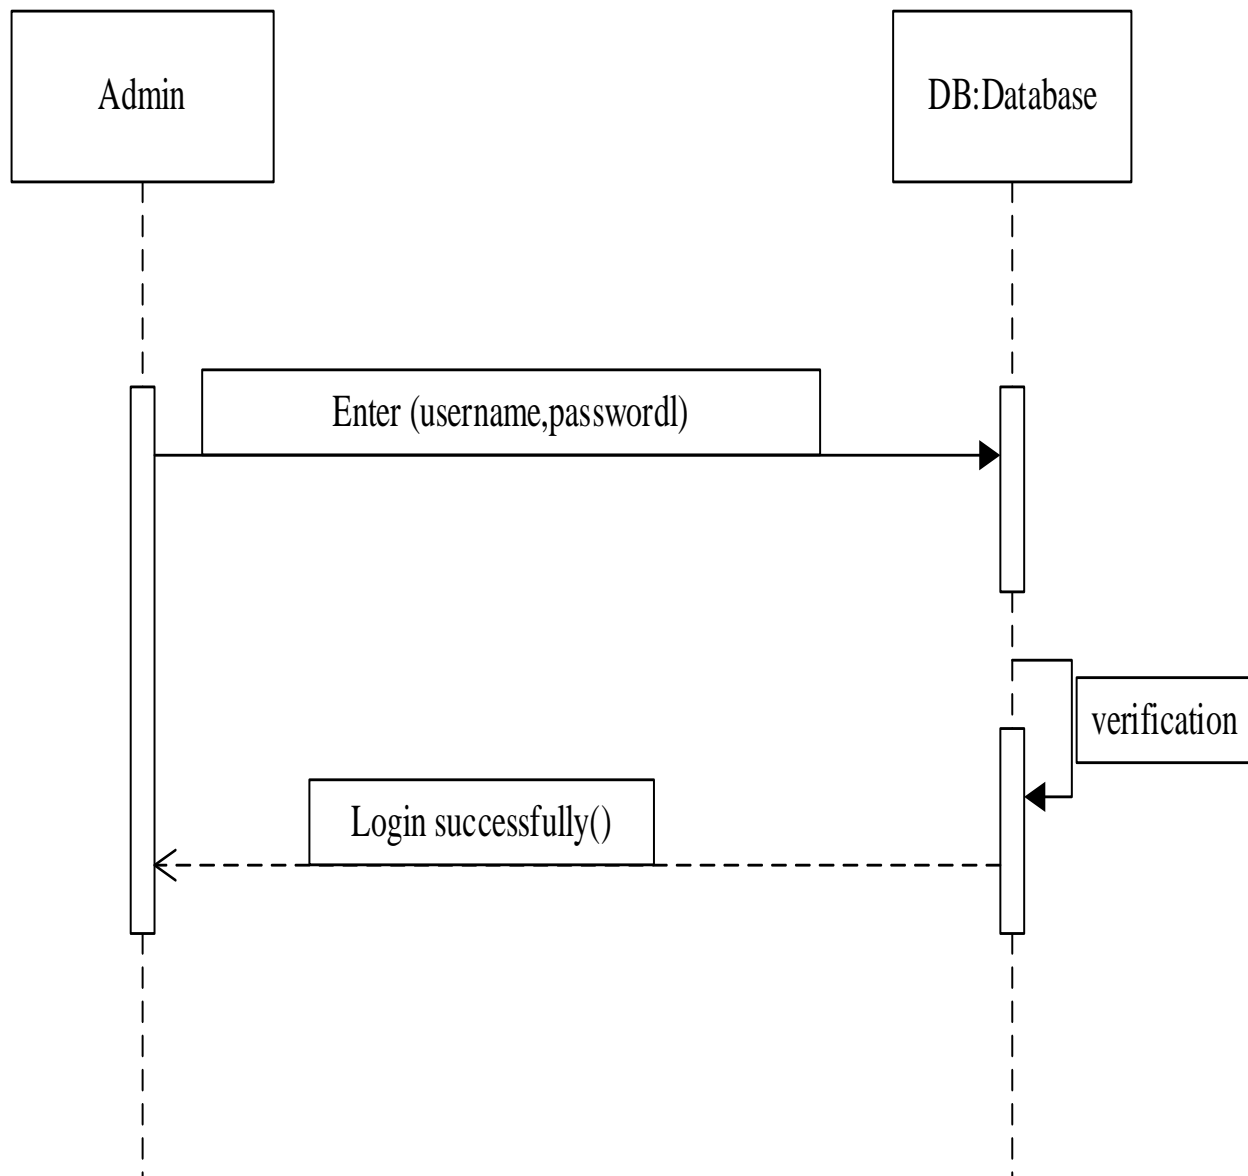 Admin
DB:Database
Enter (username,passwordl)
verification
Login successfully()